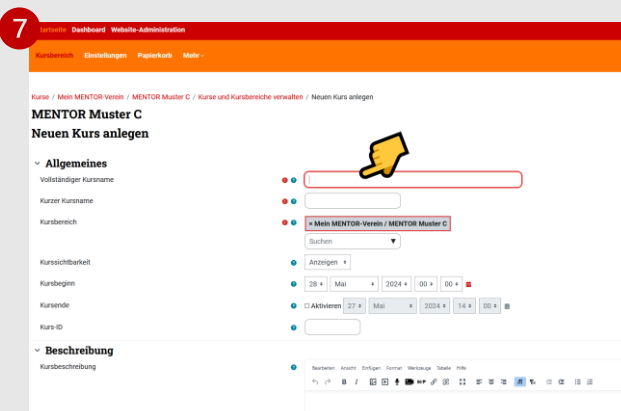 7
Startseite Dashboard Website-Administration
Kursbereich Einstellungen Papierkorb Mehr
Kurse / Mein MENTOR-Verein / MENTOR Muster C / Kurse und Kursbereiche verwalten / Neuen Kurs anlegen
MENTOR Muster C
Neuen Kurs anlegen
Allgemeines
Vollständiger Kursname
Kurzer Kursname
Kursbereich × Mein MENTOR-Verein / MENTOR Muster C
Suchen
Kurssichtbarkeit Anzeigen
Kursbeginn 28 Mai 2024 00 00
Kursende Aktivieren 27 Mai 2024 14 00
Kurs-ID
Beschreibung
Kursbeschreibung Bearbeiten Ansicht Einfügen Format Werkzeuge Tabelle Hilfe
B I H-P